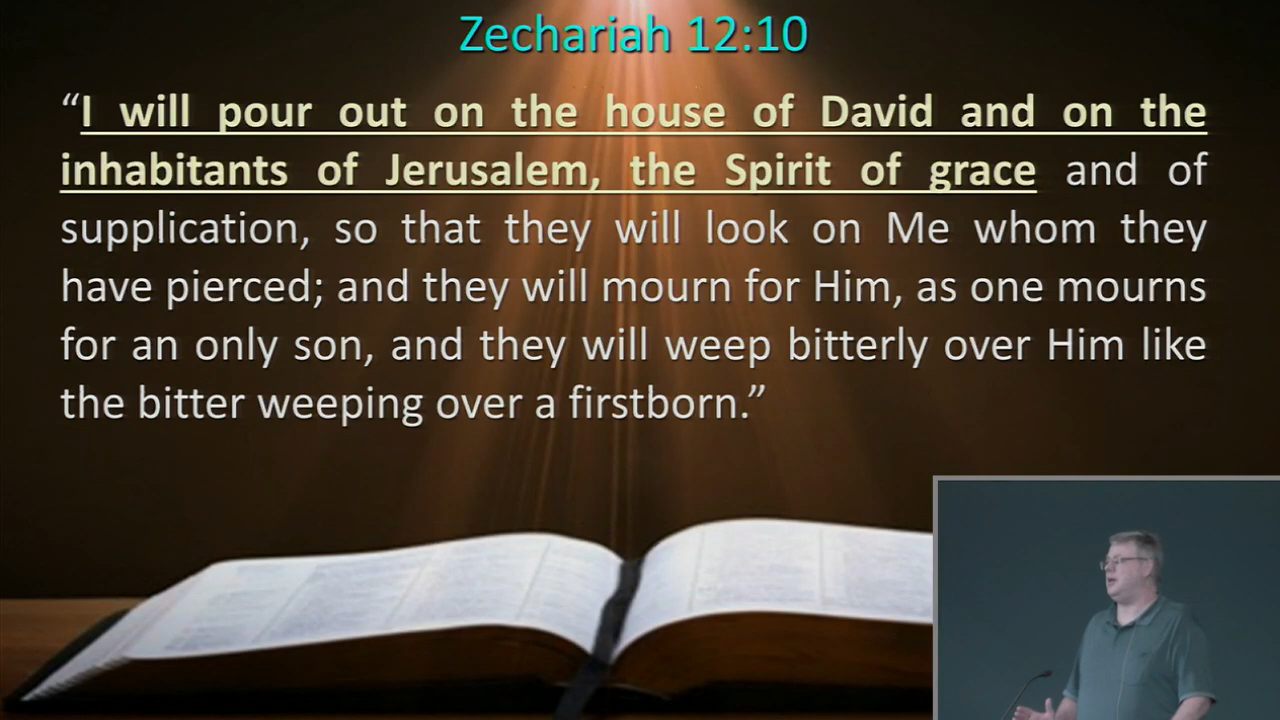 Zechariah 12:10
“I will pour out on the house of David and on the
inhabitants of Jerusalem, the Spirit of grace and of
supplication, so that they will look on Me whom they
have pierced; and they will mourn for Him, as one mourns
for an only son, and they will weep bitterly over Him like
the bitter weeping over a firstborn.”